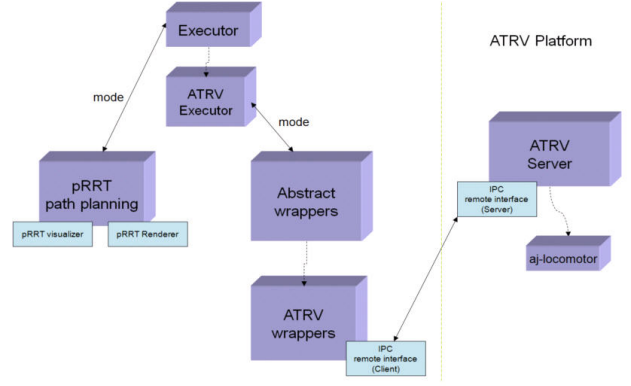 Executor
ATRV Platform
ATRV
Executor
mode
mode
ATRV
Server
pRRT
path planning
Abstract
wrappers
IPC
remote interface
(Server)
pRRT visualizer
pRRT Renderer
aj-locomotor
ATRV
wrappers
IPC
remote interface
(Client)